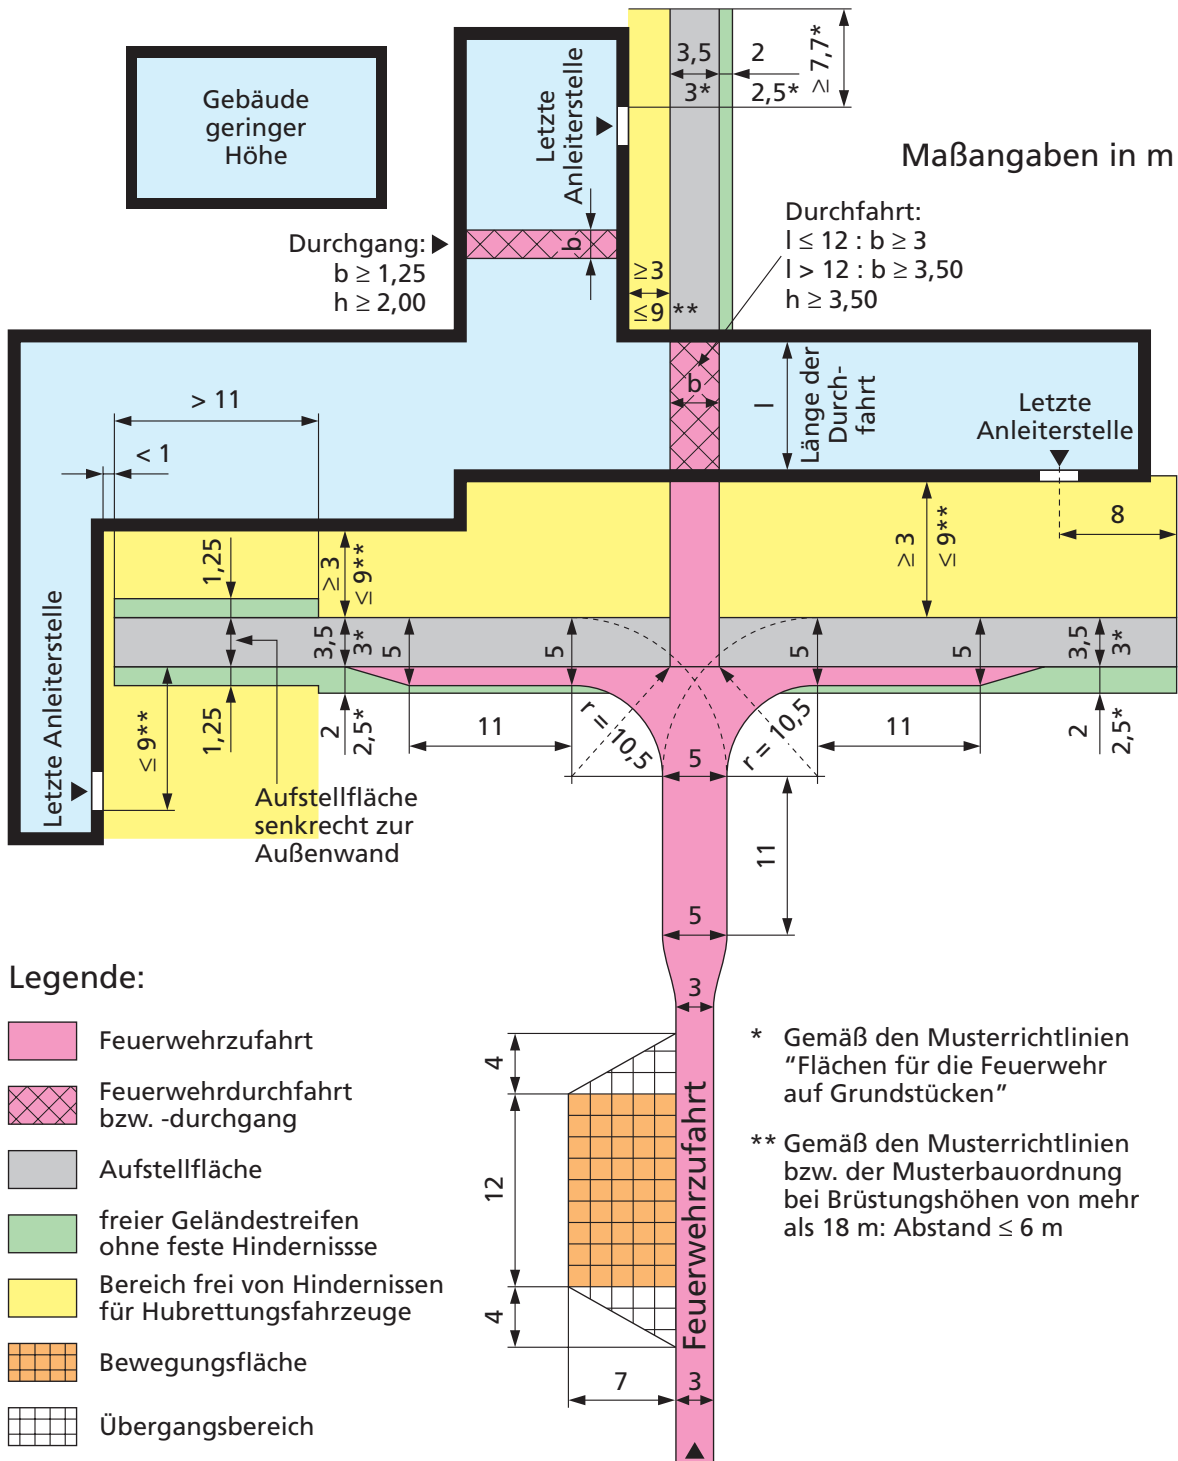 Gebäude
geringer
Höhe
Letzte
Anleiterstelle
3,5
3*
2
2,5*
≥ 7,7*
Maßangaben in m
Durchgang:
b ≥ 1,25
h ≥ 2,00
b
≥3
≤9 **
Durchfahrt:
l ≤ 12 : b ≥ 3
l > 12 : b ≥ 3,50
h ≥ 3,50
b
l
Länge der
Durch-
fahrt
Letzte
Anleiterstelle
> 11
< 1
8
1,25
≥ 3
≤ 9**
≥ 3
≤ 9**
Letzte Anleiterstelle
3,5
3*
5
5
5
5
3,5
3*
≤ 9**
1,25
2
2,5*
11
r = 10,5
5
r = 10,5
11
2
2,5*
Aufstellfläche
senkrecht zur
Außenwand
11
5
3
4
12
4
7
3
Feuerwehrzufahrt
Legende:
Feuerwehrzufahrt
Feuerwehrdurchfahrt
bzw. -durchgang
Aufstellfläche
freier Geländestreifen
ohne feste Hindernissse
Bereich frei von Hindernissen
für Hubrettungsfahrzeuge
Bewegungsfläche
Übergangsbereich
* Gemäß den Musterrichtlinien
“Flächen für die Feuerwehr
auf Grundstücken”
** Gemäß den Musterrichtlinien
bzw. der Musterbauordnung
bei Brüstungshöhen von mehr
als 18 m: Abstand ≤ 6 m